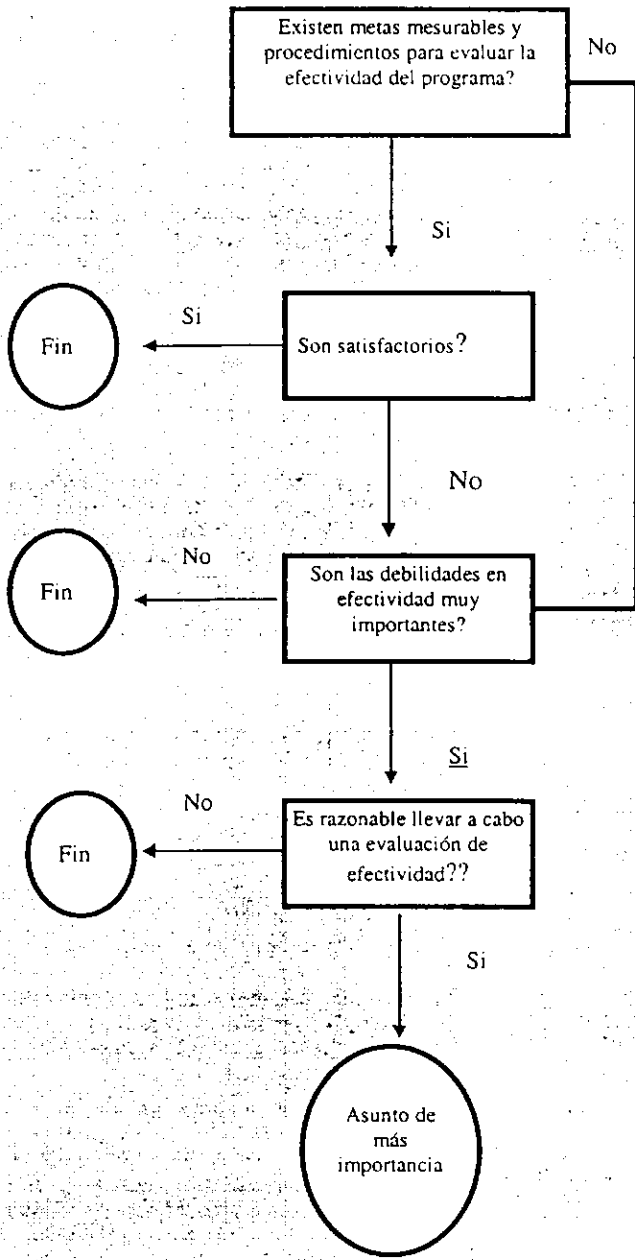 Existen metas mesurables y
procedimientos para evaluar la
efectividad del programa?
No
Si
Si
Fin
Son satisfactorios?
No
No
Fin
Son las debilidades en
efectividad muy
importantes?
Si
No
Fin
Es razonable llevar a cabo
una evaluación de
efectividad??
Si
Asunto de
más
importancia